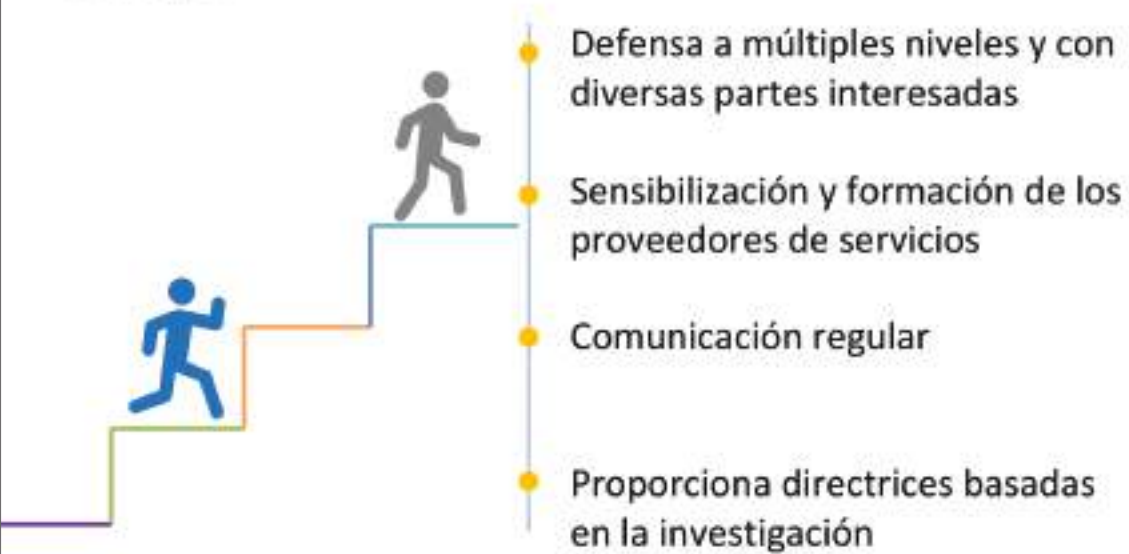 Defensa a múltiples niveles y con
diversas partes interesadas
Sensibilización y formación de los
proveedores de servicios
Comunicación regular
Proporciona directrices basadas
en la investigación